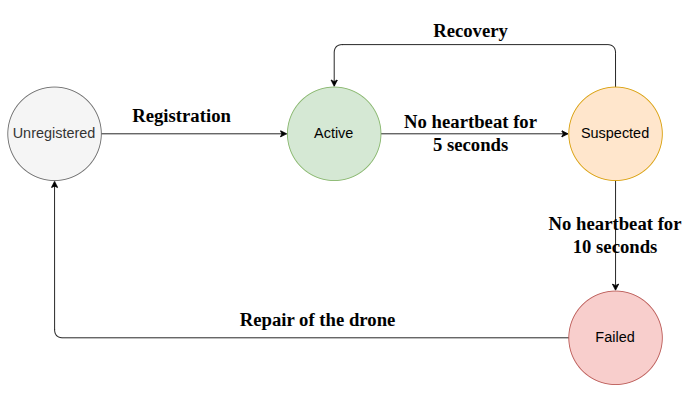 Recovery
Registration
Unregistered
Active
No heartbeat for
5 seconds
Suspected
No heartbeat for
10 seconds
Repair of the drone
Failed